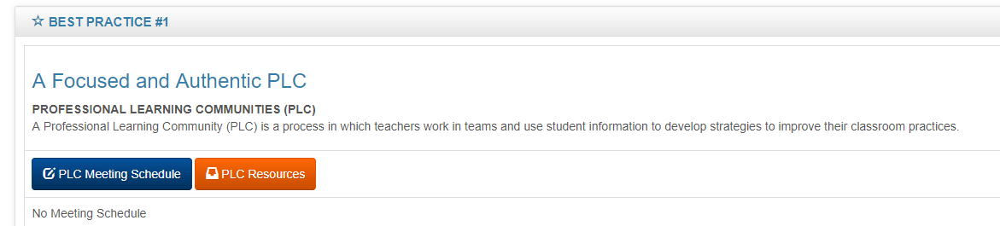 BEST PRACTICE #1
A Focused and Authentic PLC
PROFESSIONAL LEARNING COMMUNITIES (PLC)
A Professional Learning Community (PLC) is a process in which teachers work in teams and use student information to develop strategies to improve their classroom practices.
PLC Meeting Schedule PLC Resources
No Meeting Schedule